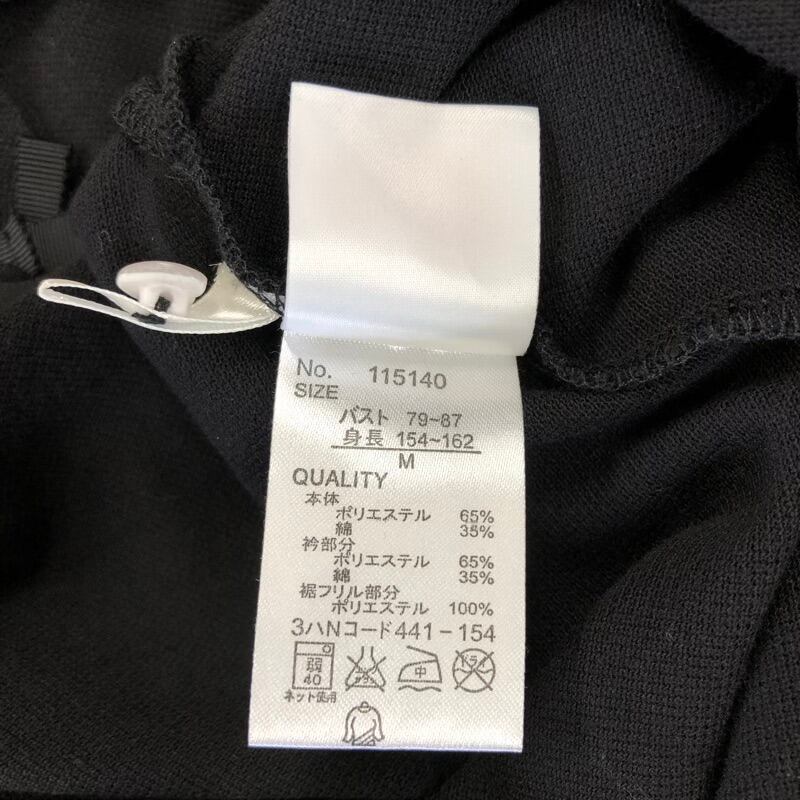 No. 115140
SIZE
バスト 79~87
身長 154~162
M
QUALITY
本体
ポリエステル 65%
綿 35%
衿部分
ポリエステル 65%
綿 35%
裾フリル部分
ポリエステル 100%
3ハNコード441-154
弱 中 ドライ
40
ネット使用